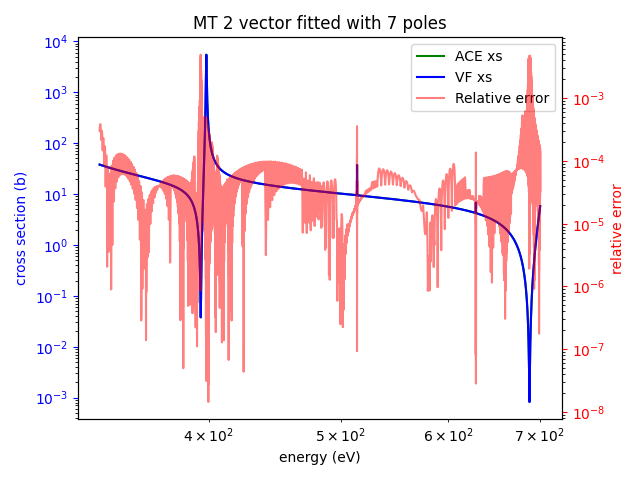 MT 2 vector fitted with 7 poles
ACE xs
VF xs
Relative error
cross section (b)
10^4
10^3
10^2
10^1
10^0
10^-1
10^-2
10^-3
10^-3
10^-4
10^-5
10^-6
10^-7
10^-8
relative error
4 × 10^2
5 × 10^2
6 × 10^2
7 × 10^2
energy (eV)